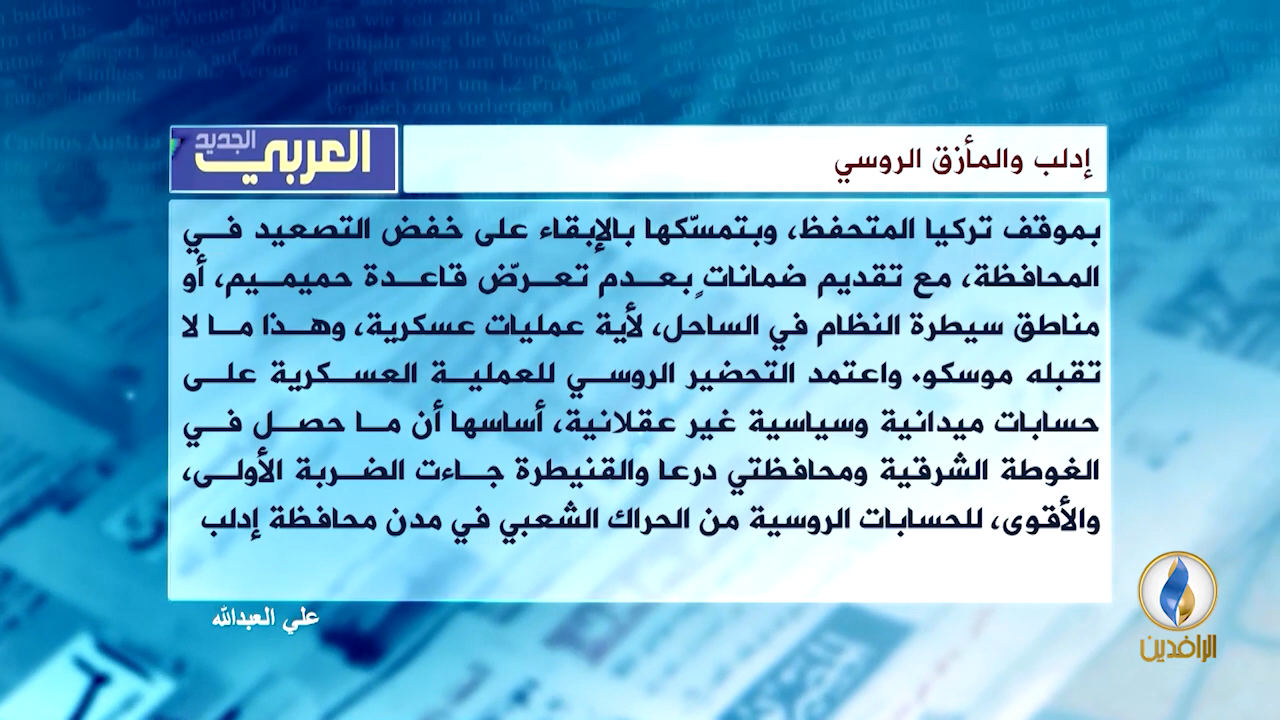 العربي الجديد
إدلب والمأزق الروسي
بموقف تركيا المتحفظ، وبتمسّكها بالإبقاء على خفض التصعيد في
المحافظة، مع تقديم ضماناتٍ بعدم تعرّض قاعدة حميميم، أو
مناطق سيطرة النظام في الساحل، لأية عمليات عسكرية، وهذا ما لا
تقبله موسكو. واعتمد التحضير الروسي للعملية العسكرية على
حسابات ميدانية وسياسية غير عقلانية، أساسها أن ما حصل في
الغوطة الشرقية ومحافظتي درعا والقنيطرة جاءت الضربة الأولى،
والأقوى، للحسابات الروسية من الحراك الشعبي في مدن محافظة إدلب
علي العبدالله
الرافدين